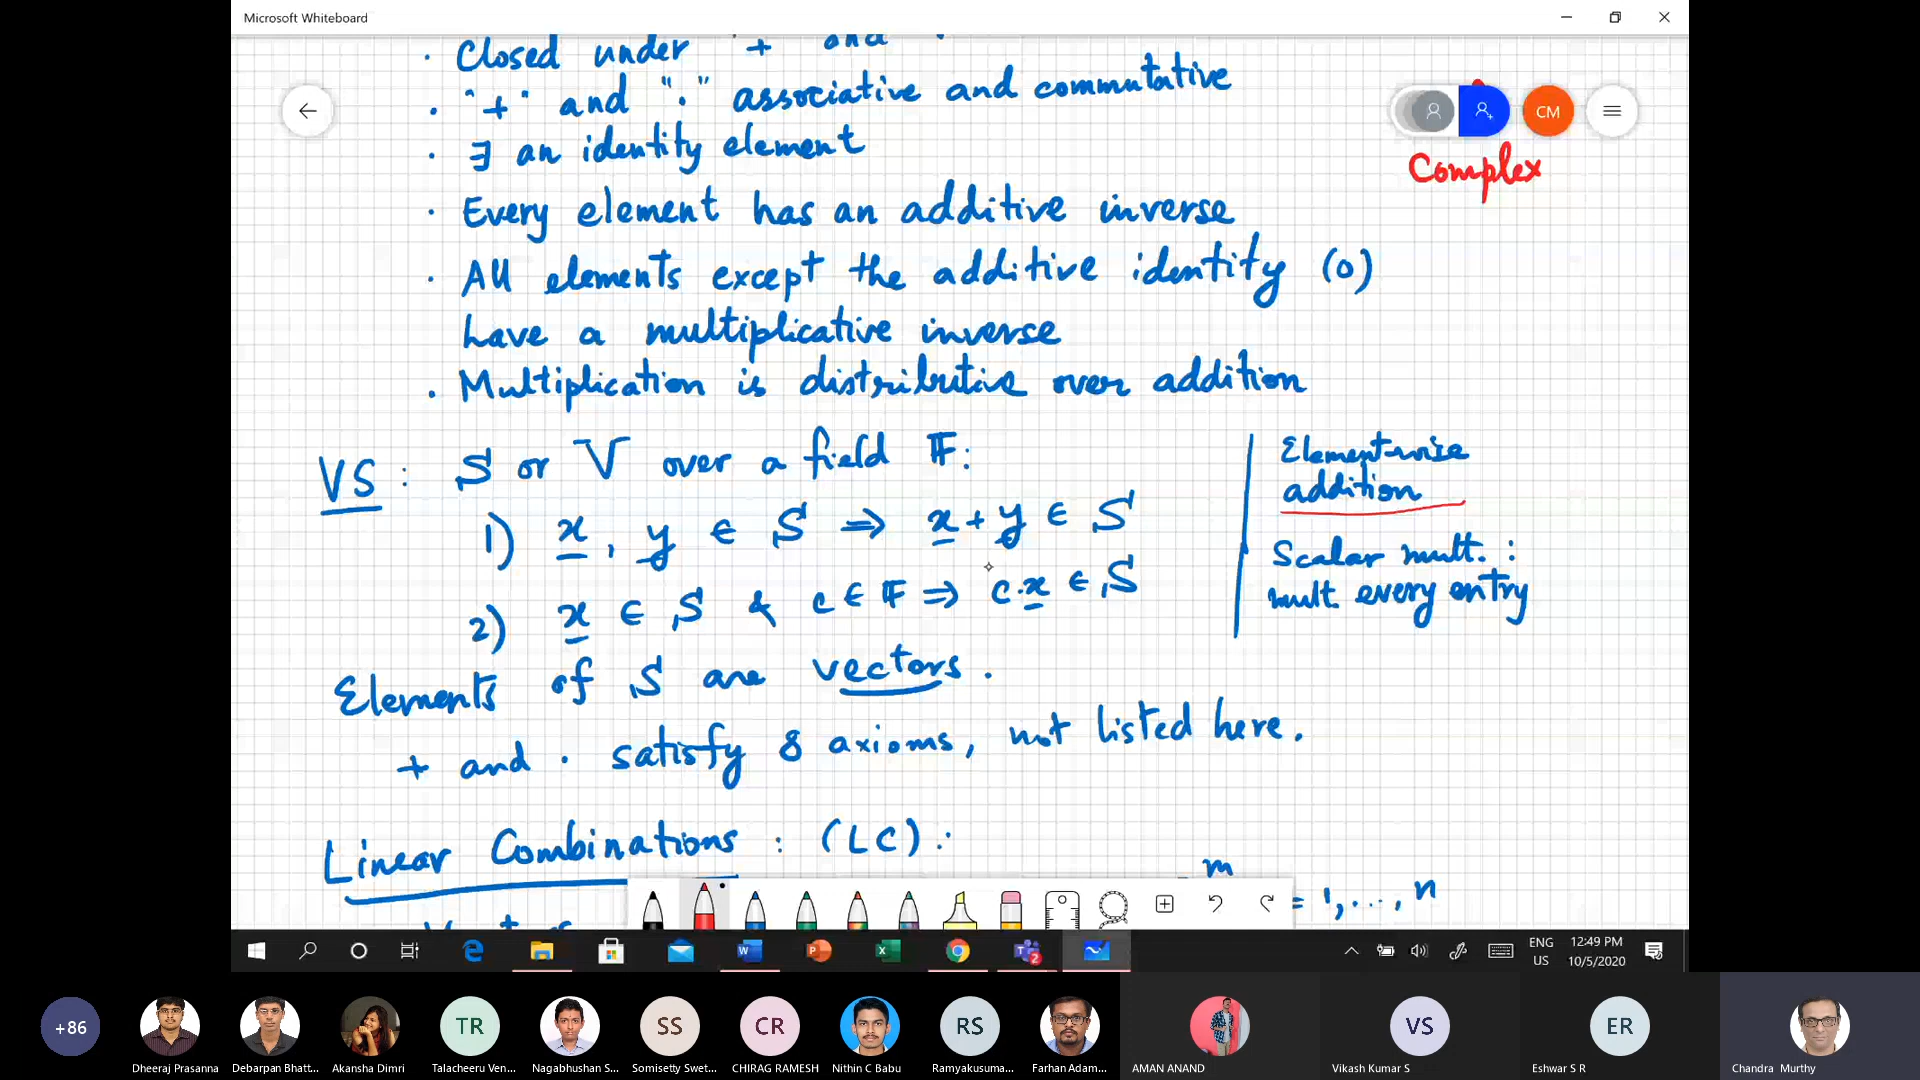 Microsoft Whiteboard
· Closed under "+" and "·"
· "+" and "·" associative and commutative
· ∃ an identity element
· Every element has an additive inverse
· All elements except the additive identity (0)
have a multiplicative inverse
· Multiplication is distributive over addition
CM
Complex
VS: S or V over a field F:
1) x, y ∈ S ⇒ x + y ∈ S
2) x ∈ S & c ∈ F ⇒ c·x ∈ S
Element-wise
addition
Scalar mult. :
mult. every entry
Elements of S are vectors.
+ and · satisfy 8 axioms, not listed here.
Linear Combinations : (LC) :
m
= 1, ..., n
ENG
US
12:49 PM
10/5/2020
2
+86
TR
SS
CR
RS
VS
ER
Dheeraj Prasanna
Debarpan Bhatt...
Akansha Dimri
Talacheeru Ven...
Nagabhushan S...
Somisetty Swet...
CHIRAG RAMESH
Nithin C Babu
Ramyakusuma...
Farhan Adam...
AMAN ANAND
Vikash Kumar S
Eshwar S R
Chandra Murthy